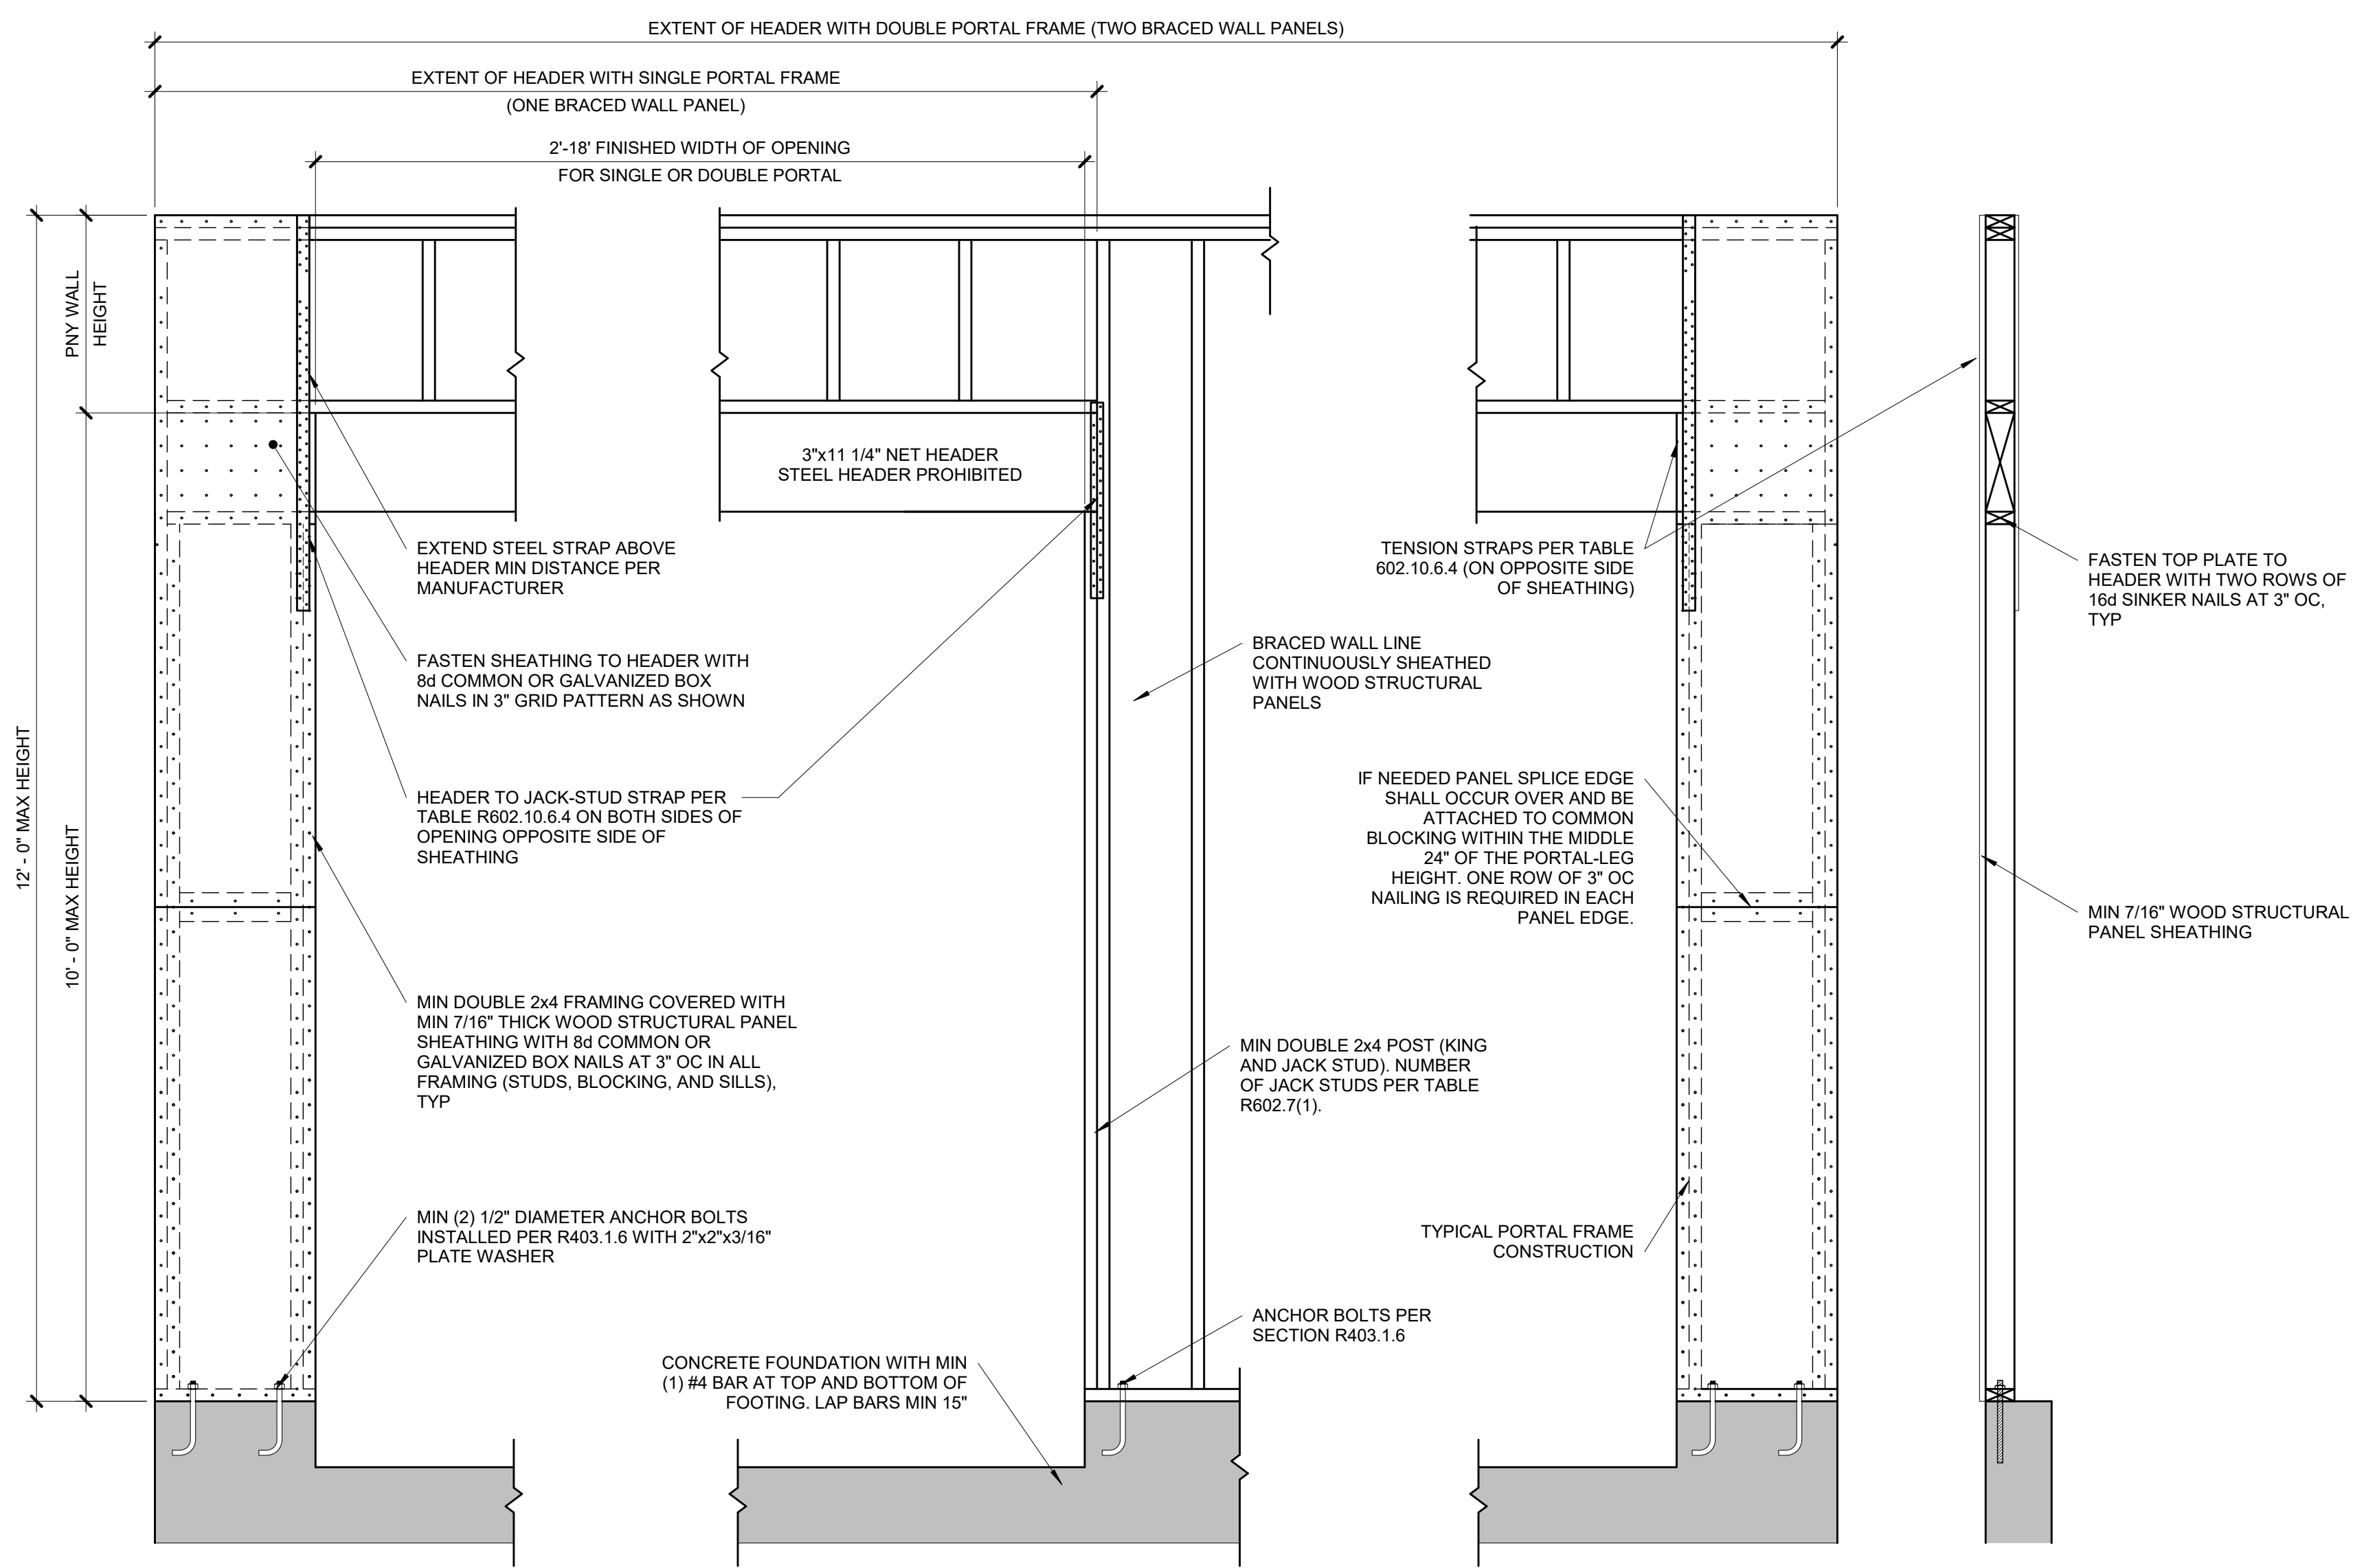 EXTENT OF HEADER WITH DOUBLE PORTAL FRAME (TWO BRACED WALL PANELS)
EXTENT OF HEADER WITH SINGLE PORTAL FRAME
(ONE BRACED WALL PANEL)
2'-18' FINISHED WIDTH OF OPENING
FOR SINGLE OR DOUBLE PORTAL
PNY WALL
HEIGHT
12' - 0" MAX HEIGHT
10' - 0" MAX HEIGHT
3"x11 1/4" NET HEADER
STEEL HEADER PROHIBITED
EXTEND STEEL STRAP ABOVE
HEADER MIN DISTANCE PER
MANUFACTURER
FASTEN SHEATHING TO HEADER WITH
8d COMMON OR GALVANIZED BOX
NAILS IN 3" GRID PATTERN AS SHOWN
HEADER TO JACK-STUD STRAP PER
TABLE R602.10.6.4 ON BOTH SIDES OF
OPENING OPPOSITE SIDE OF
SHEATHING
MIN DOUBLE 2x4 FRAMING COVERED WITH
MIN 7/16" THICK WOOD STRUCTURAL PANEL
SHEATHING WITH 8d COMMON OR
GALVANIZED BOX NAILS AT 3" OC IN ALL
FRAMING (STUDS, BLOCKING, AND SILLS),
TYP
MIN (2) 1/2" DIAMETER ANCHOR BOLTS
INSTALLED PER R403.1.6 WITH 2"x2"x3/16"
PLATE WASHER
CONCRETE FOUNDATION WITH MIN
(1) #4 BAR AT TOP AND BOTTOM OF
FOOTING. LAP BARS MIN 15"
TENSION STRAPS PER TABLE
602.10.6.4 (ON OPPOSITE SIDE
OF SHEATHING)
BRACED WALL LINE
CONTINUOUSLY SHEATHED
WITH WOOD STRUCTURAL
PANELS
IF NEEDED PANEL SPLICE EDGE
SHALL OCCUR OVER AND BE
ATTACHED TO COMMON
BLOCKING WITHIN THE MIDDLE
24" OF THE PORTAL-LEG
HEIGHT. ONE ROW OF 3" OC
NAILING IS REQUIRED IN EACH
PANEL EDGE.
MIN DOUBLE 2x4 POST (KING
AND JACK STUD). NUMBER
OF JACK STUDS PER TABLE
R602.7(1).
TYPICAL PORTAL FRAME
CONSTRUCTION
ANCHOR BOLTS PER
SECTION R403.1.6
FASTEN TOP PLATE TO
HEADER WITH TWO ROWS OF
16d SINKER NAILS AT 3" OC,
TYP
MIN 7/16" WOOD STRUCTURAL
PANEL SHEATHING